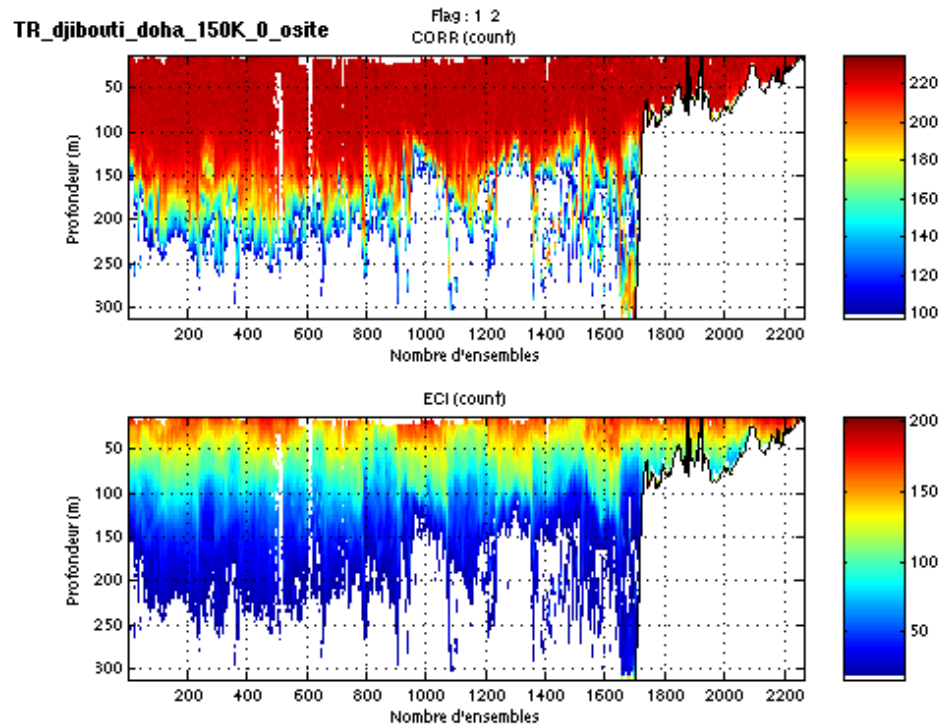 Flag : 1 2
TR_djibouti_doha_150K_0_osite
CORR (count)
Profondeur (m)
50
100
150
200
250
300
200 400 600 800 1000 1200 1400 1600 1800 2000 2200
Nombre d'ensembles
220
200
180
160
140
120
100
ECI (count)
Profondeur (m)
50
100
150
200
250
300
200 400 600 800 1000 1200 1400 1600 1800 2000 2200
Nombre d'ensembles
200
150
100
50